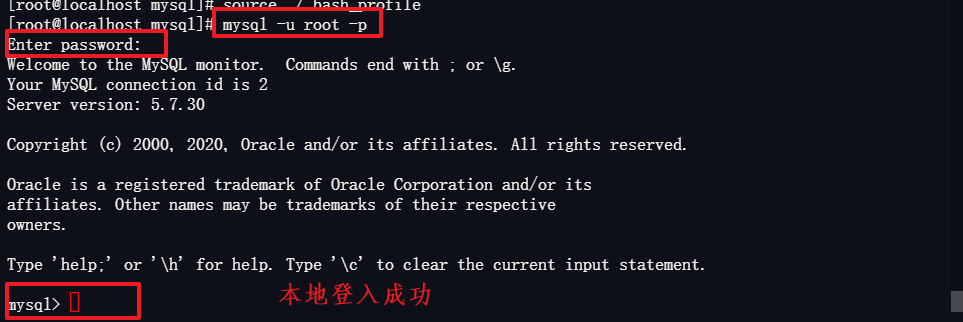 [root@localhost mysql]# source ./.bash_profile
[root@localhost mysql]# mysql -u root -p
Enter password:
Welcome to the MySQL monitor.  Commands end with ; or \g.
Your MySQL connection id is 2
Server version: 5.7.30
Copyright (c) 2000, 2020, Oracle and/or its affiliates. All rights reserved.
Oracle is a registered trademark of Oracle Corporation and/or its
affiliates. Other names may be trademarks of their respective
owners.
Type 'help;' or '\h' for help. Type '\c' to clear the current input statement.
mysql> 本地登入成功